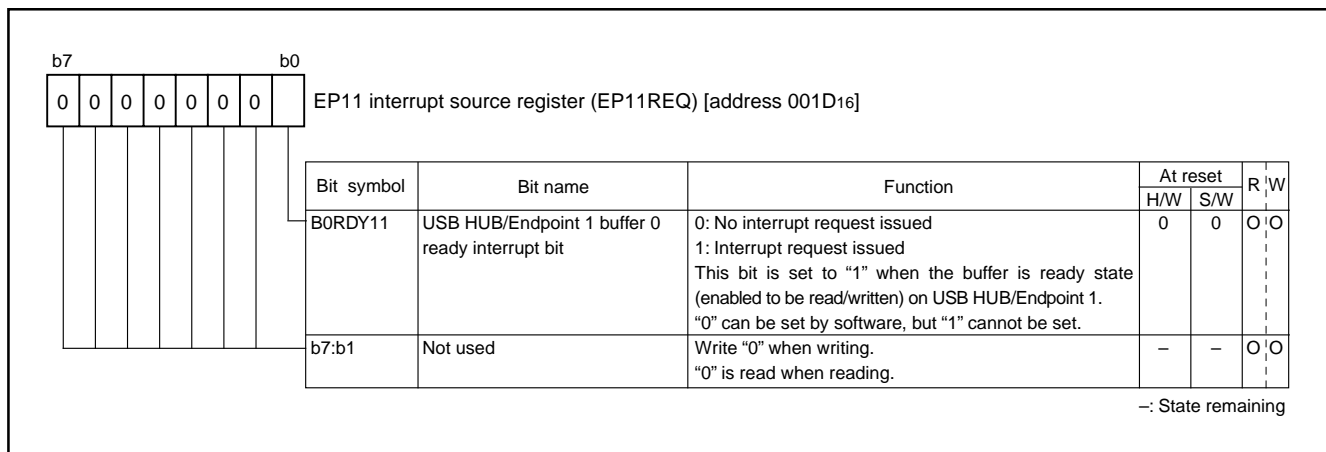 b7 b0
0 0 0 0 0 0 0
EP11 interrupt source register (EP11REQ) [address 001D16]
Bit symbol Bit name Function At reset R W
H/W S/W
B0RDY11 USB HUB/Endpoint 1 buffer 0 0: No interrupt request issued 0 0 O O
ready interrupt bit 1: Interrupt request issued
This bit is set to “1” when the buffer is ready state
(enabled to be read/written) on USB HUB/Endpoint 1.
“0” can be set by software, but “1” cannot be set.
b7:b1 Not used Write “0” when writing. – – O O
“0” is read when reading.
–: State remaining